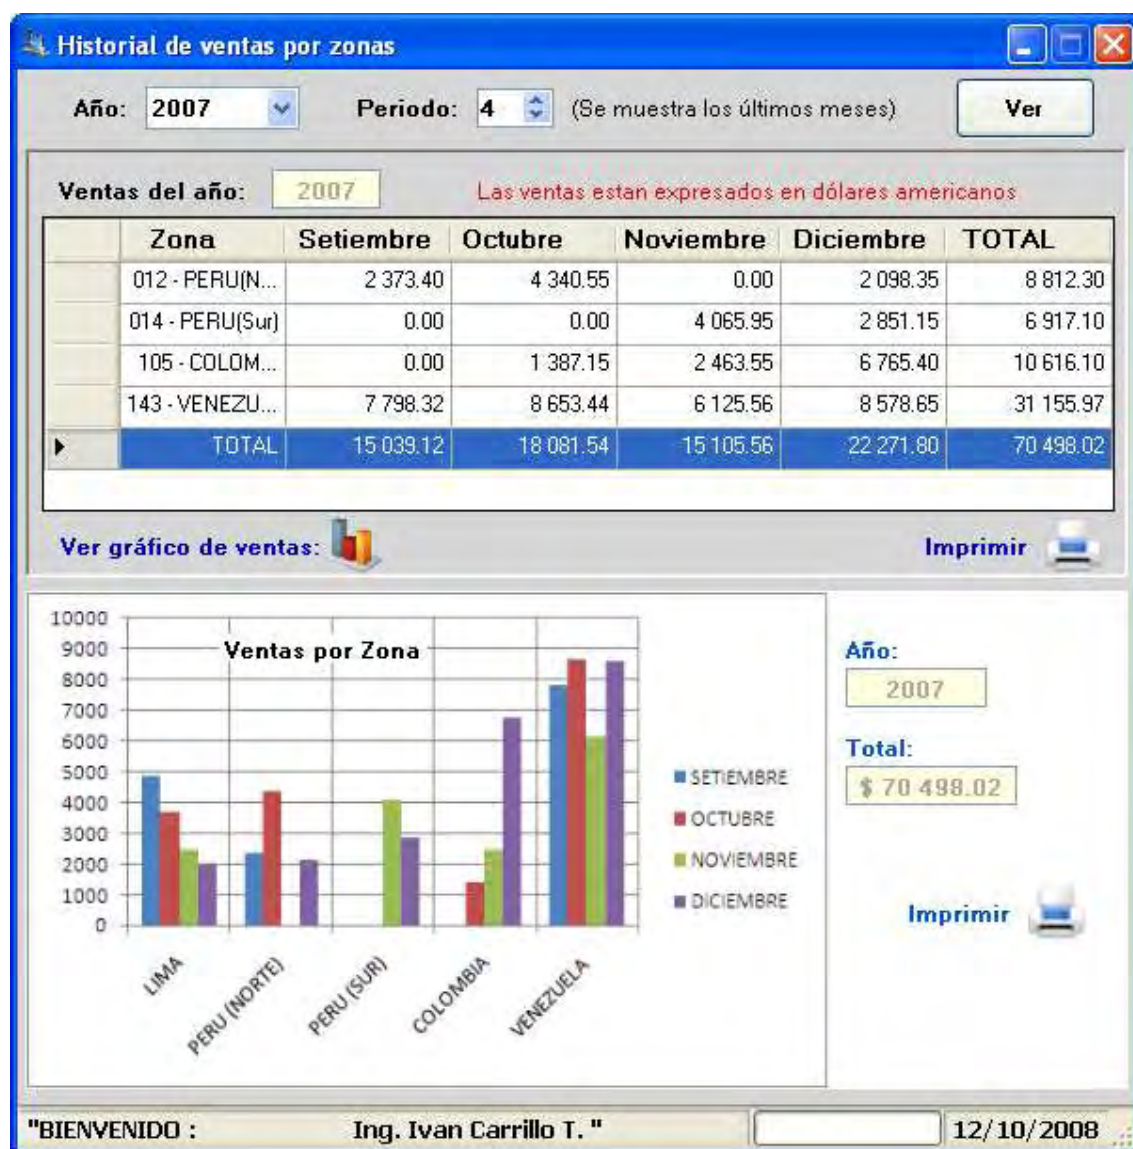 Historial de ventas por zonas
Año: 2007 Periodo: 4 (Se muestra los últimos meses) Ver
Ventas del año: 2007 Las ventas estan expresados en dólares americanos
Zona Setiembre Octubre Noviembre Diciembre TOTAL
012 - PERU(N... 2 373.40 4 340.55 0.00 2 098.35 8 812.30
014 - PERU(Sur) 0.00 0.00 4 065.95 2 851.15 6 917.10
105 - COLOM... 0.00 1 387.15 2 463.55 6 765.40 10 616.10
143 - VENEZU... 7 798.32 8 653.44 6 125.56 8 578.65 31 155.97
TOTAL 15 039.12 18 081.54 15 105.56 22 271.80 70 498.02
Ver gráfico de ventas: Imprimir
Ventas por Zona
10000
9000
8000
7000
6000
5000
4000
3000
2000
1000
0
LIMA
PERU (NORTE)
PERU (SUR)
COLOMBIA
VENEZUELA
SETIEMBRE
OCTUBRE
NOVIEMBRE
DICIEMBRE
Año:
2007
Total:
$ 70 498.02
Imprimir
"BIENVENIDO : Ing. Ivan Carrillo T. " 12/10/2008